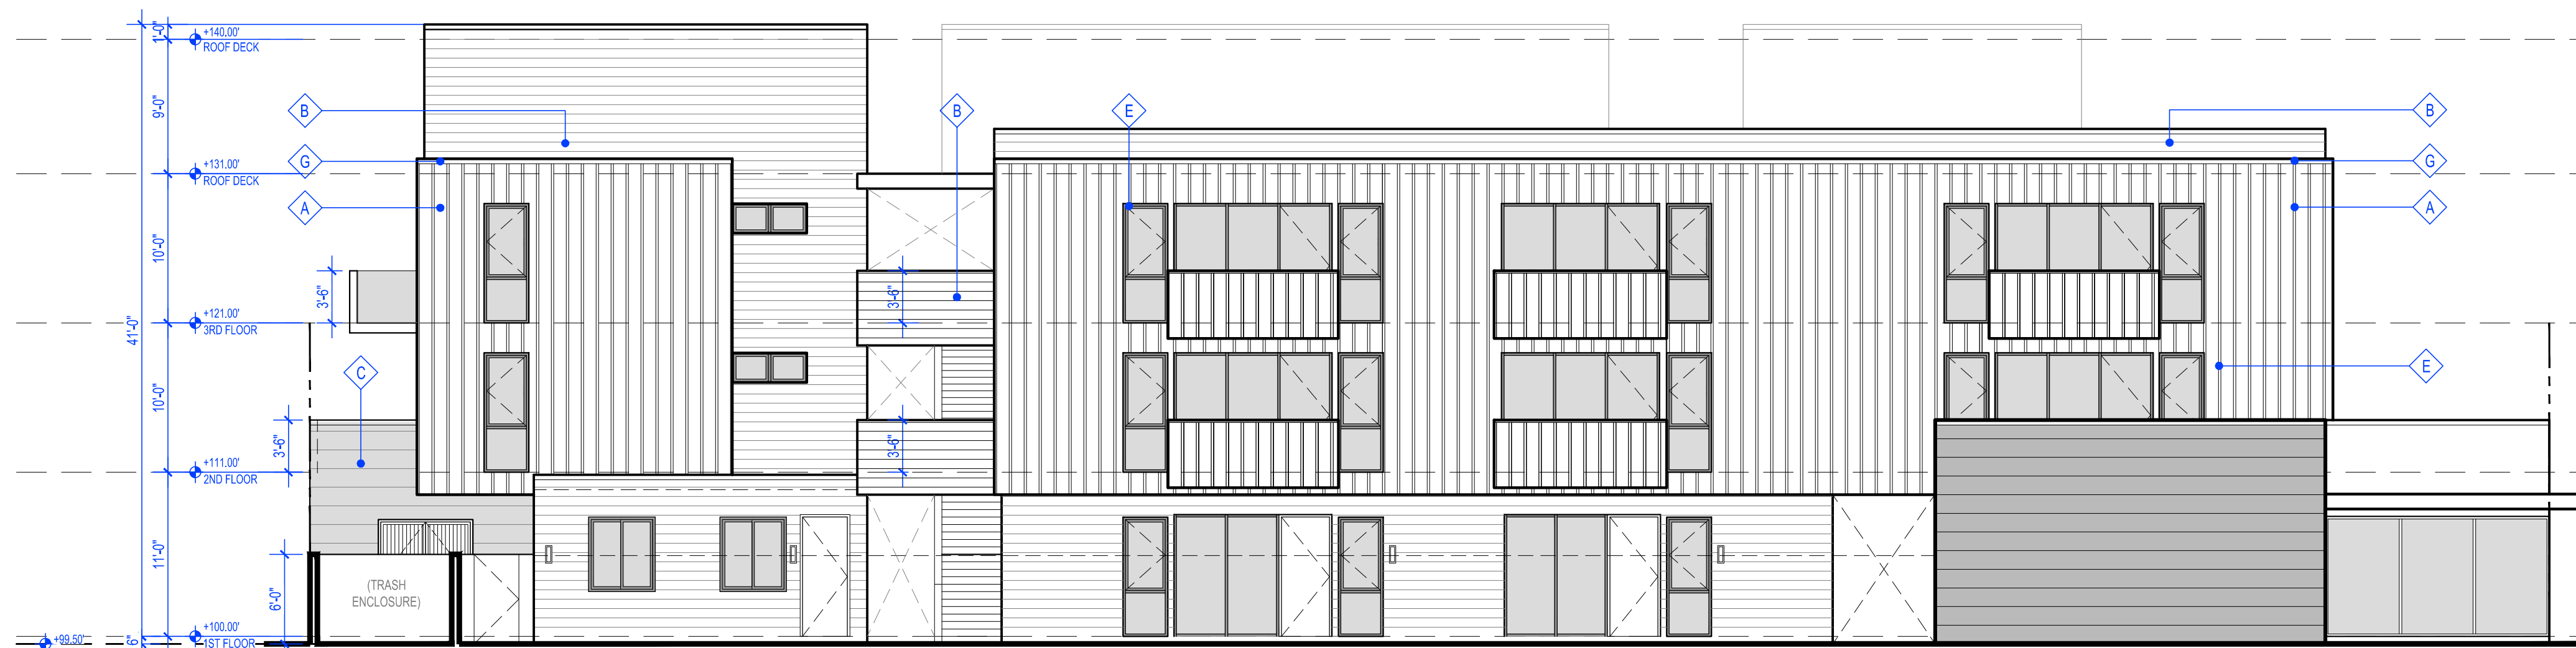 1'-0"
+140.00'
ROOF DECK
9'-0"
B
B
E
B
G
+131.00'
ROOF DECK
G
A
A
10'-0"
3'-6"
3'-6"
+121.00'
3RD FLOOR
41'-0"
C
E
10'-0"
3'-6"
3'-6"
+111.00'
2ND FLOOR
11'-0"
6'-0"
(TRASH
ENCLOSURE)
+100.00'
1ST FLOOR
6"
+99.50'